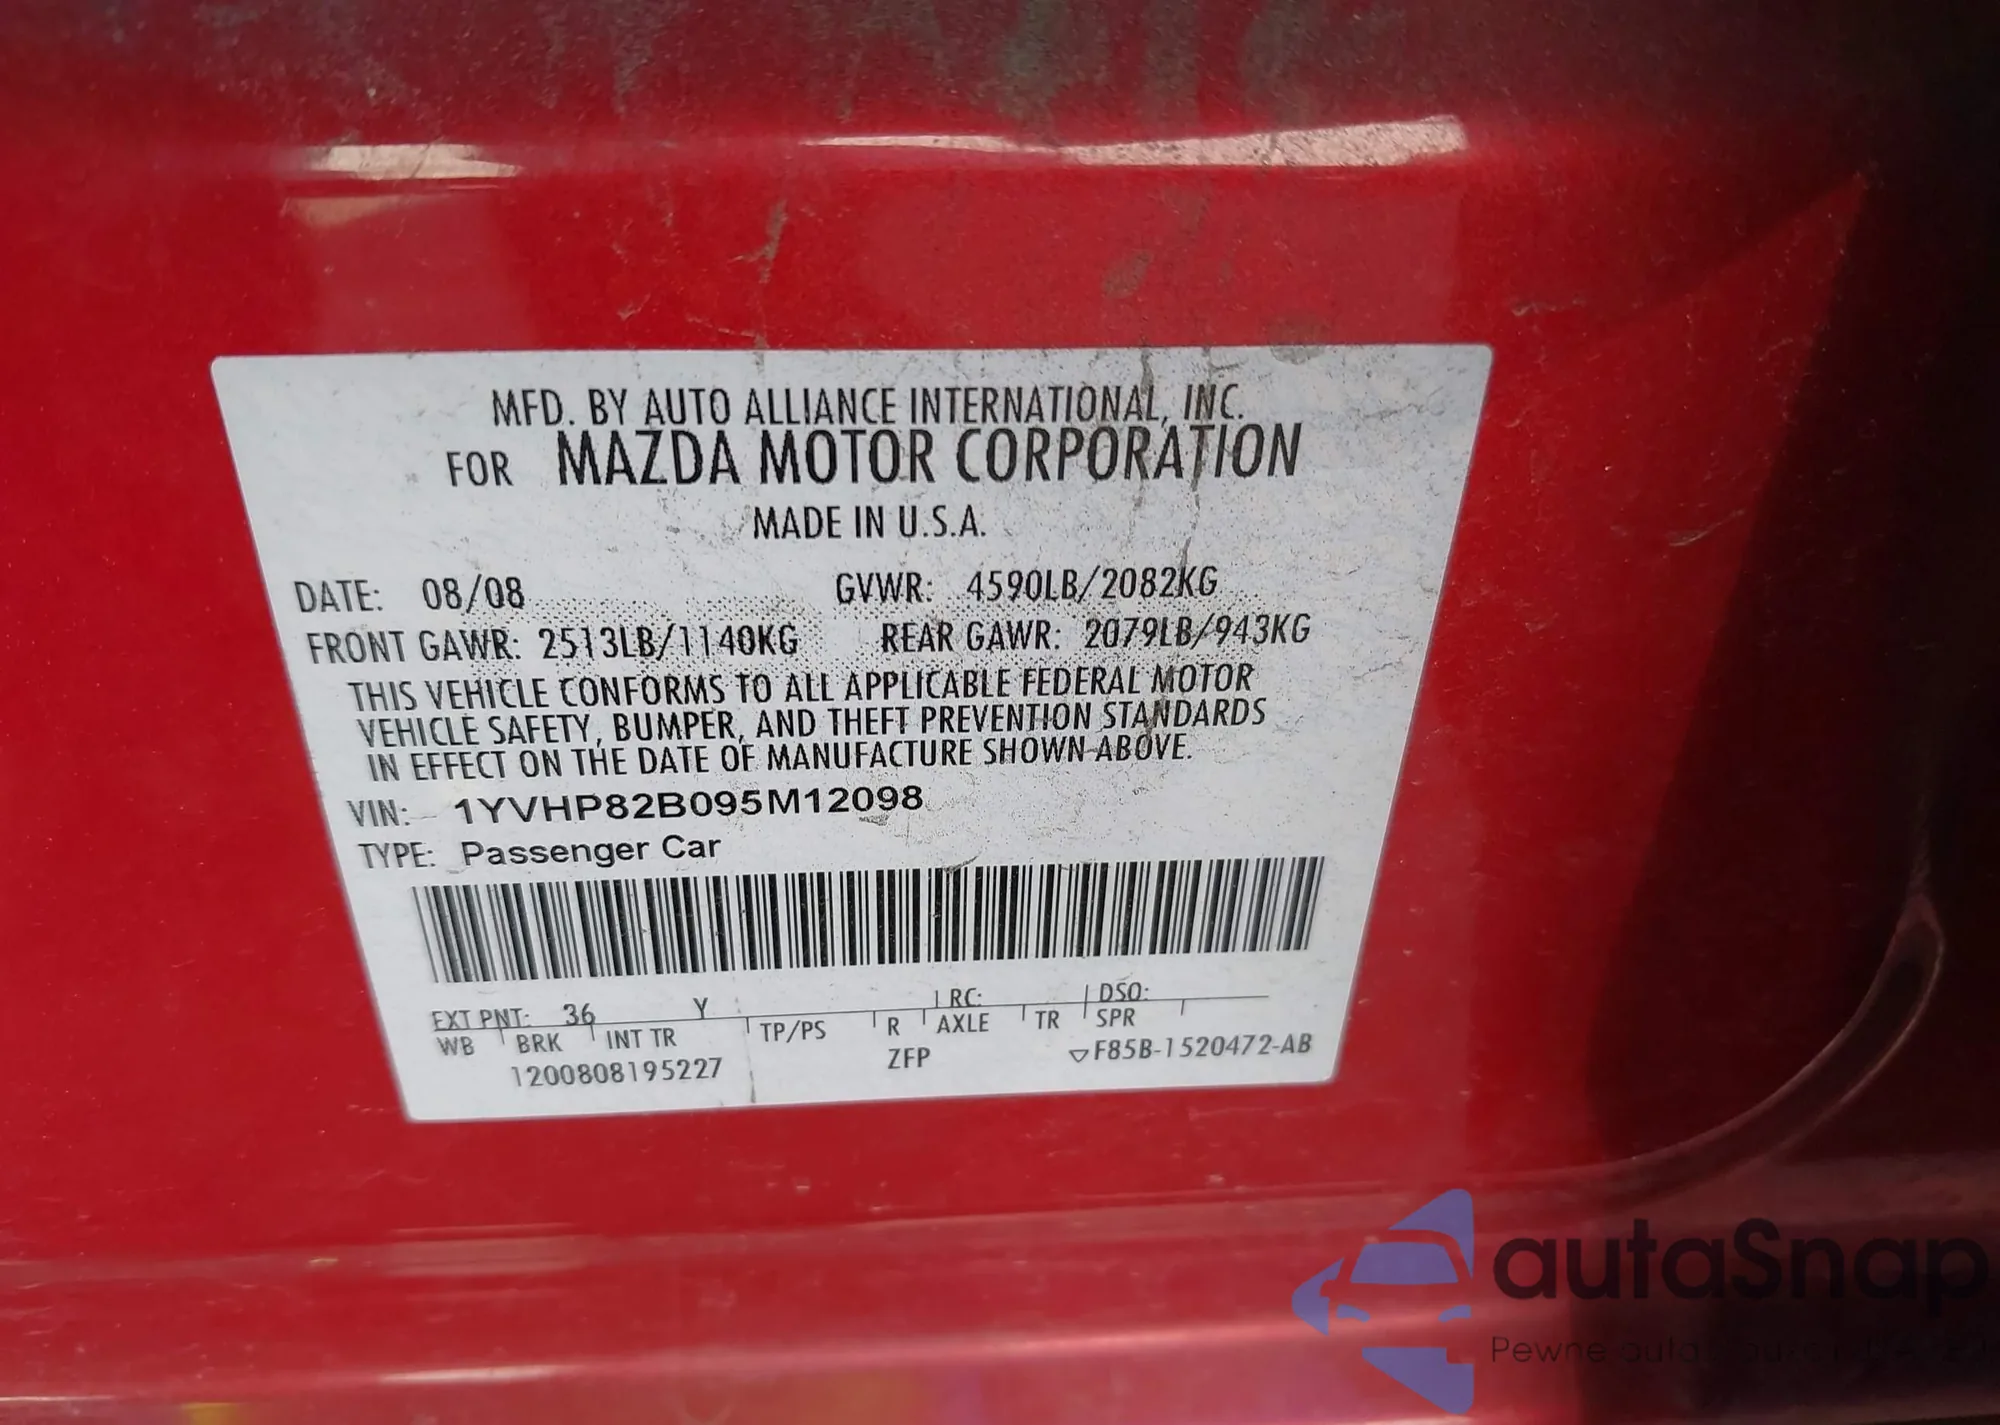 MFD. BY AUTO ALLIANCE INTERNATIONAL, INC.
FOR MAZDA MOTOR CORPORATION
MADE IN U.S.A.
DATE: 08/08 GVWR: 4590LB/2082KG
FRONT GAWR: 2513LB/1140KG REAR GAWR: 2079LB/943KG
THIS VEHICLE CONFORMS TO ALL APPLICABLE FEDERAL MOTOR
VEHICLE SAFETY, BUMPER, AND THEFT PREVENTION STANDARDS
IN EFFECT ON THE DATE OF MANUFACTURE SHOWN ABOVE.
VIN: 1YVHP82B095M12098
TYPE: Passenger Car
EXT PNT: 36 Y RC: DSO:
WB BRK INT TR TP/PS R AXLE TR SPR
1200808195227 ZFP ▽F85B-1520472-AB
autaSnap
Pewne auta